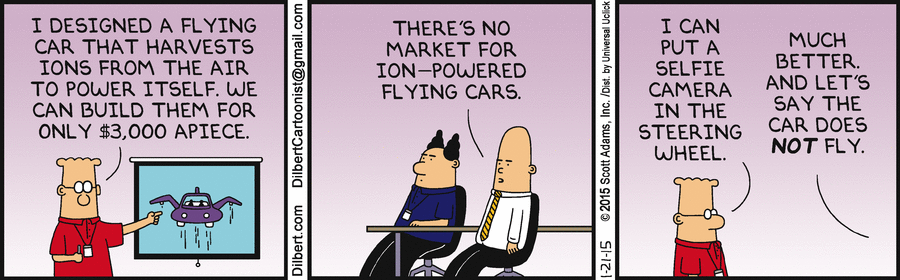 I DESIGNED A FLYING
CAR THAT HARVESTS
IONS FROM THE AIR
TO POWER ITSELF. WE
CAN BUILD THEM FOR
ONLY $3,000 APIECE.
Dilbert.com DilbertCartoonist@gmail.com
THERE'S NO
MARKET FOR
ION—POWERED
FLYING CARS.
1-21-15 © 2015 Scott Adams, Inc. /Dist. by Universal Uclick
I CAN
PUT A
SELFIE
CAMERA
IN THE
STEERING
WHEEL.
MUCH
BETTER.
AND LET'S
SAY THE
CAR DOES
NOT FLY.